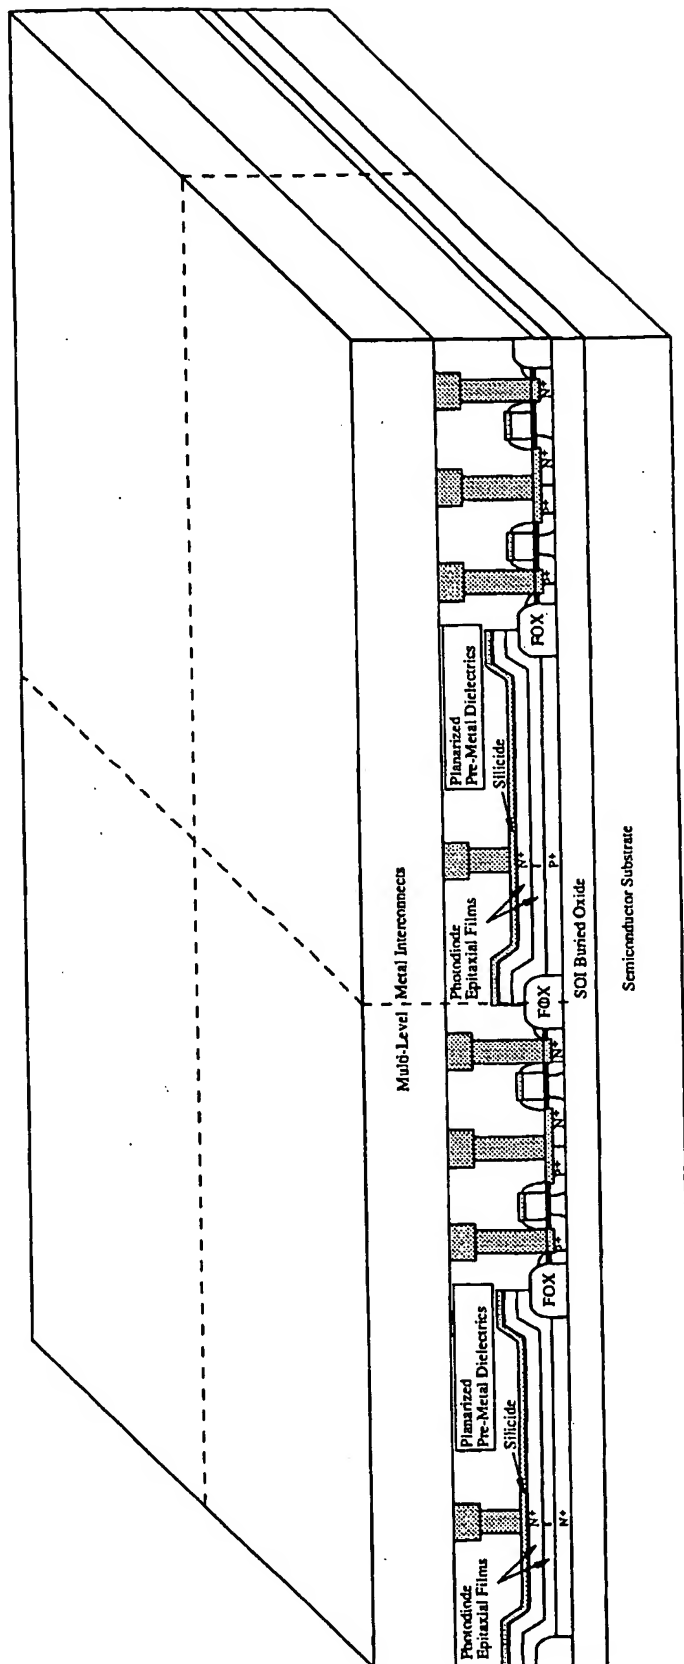 Multi-Level Metal Interconnects
Photodiode
Epitaxial Films
Planarized
Pre-Metal Dielectrics
Silicide
N+
N+
FOX
P+
P+
N+
N+
FOX
Photodiode
Epitaxial Films
Planarized
Pre-Metal Dielectrics
Silicide
N+
P+
FOX
P+
P+
N+
N+
SOI Buried Oxide
Semiconductor Substrate